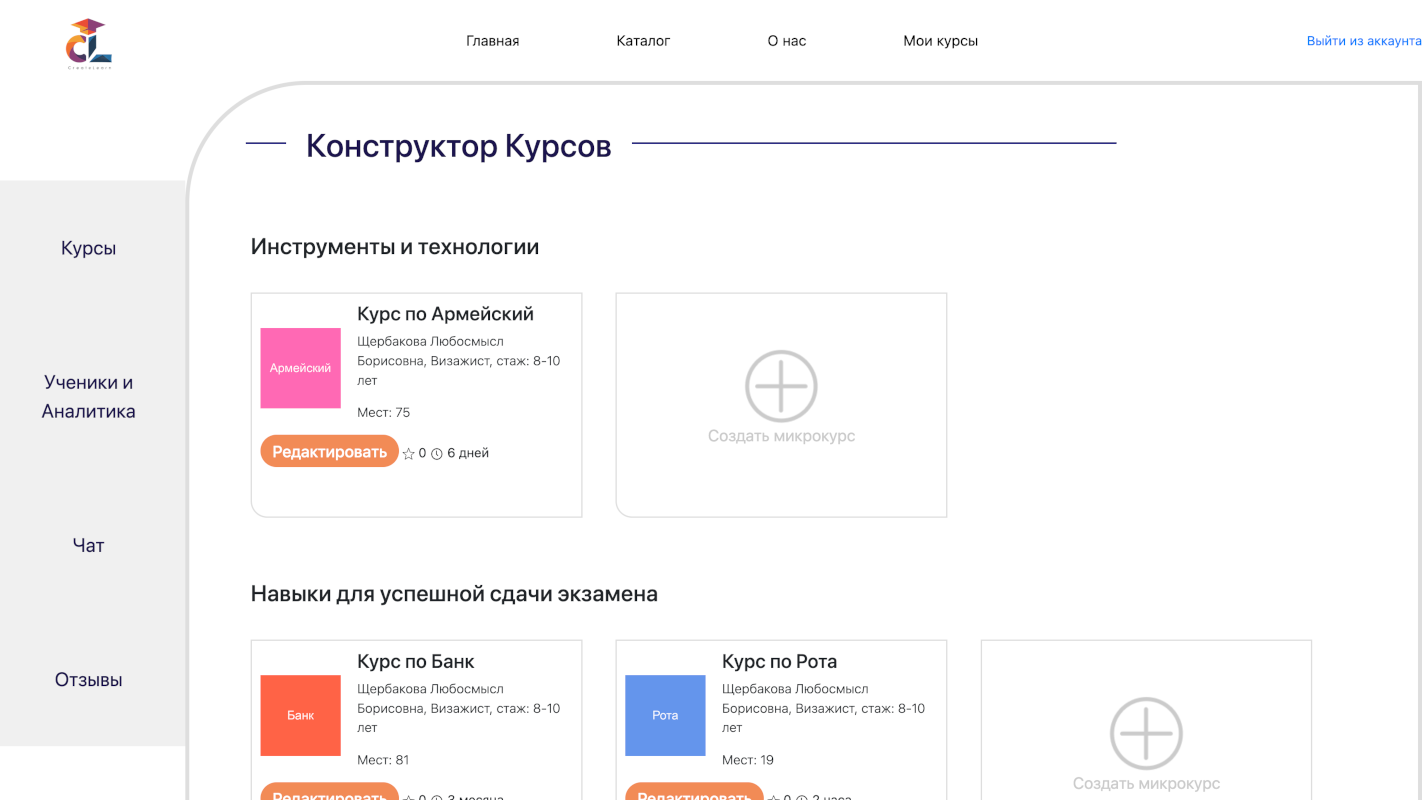 CL
Главная
Каталог
О нас
Мои курсы
Выйти из аккаунта
Конструктор Курсов
Курсы
Ученики и
Аналитика
Чат
Отзывы
Инструменты и технологии
Армейский
Курс по Армейский
Щербакова Любосмысл
Борисовна, Визажист, стаж: 8-10
лет
Мест: 75
Редактировать
0
6 дней
Создать микрокурс
Навыки для успешной сдачи экзамена
Банк
Курс по Банк
Щербакова Любосмысл
Борисовна, Визажист, стаж: 8-10
лет
Мест: 81
Редактировать
0
3 месяца
Рота
Курс по Рота
Щербакова Любосмысл
Борисовна, Визажист, стаж: 8-10
лет
Мест: 19
Редактировать
0
2 часа
Создать микрокурс